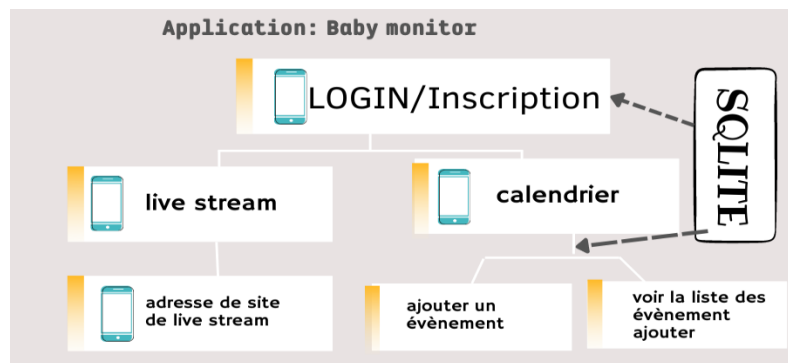 Application: Baby monitor
LOGIN/Inscription
SQLITE
live stream
calendrier
adresse de site
de live stream
ajouter un
évènement
voir la liste des
évènement
ajouter